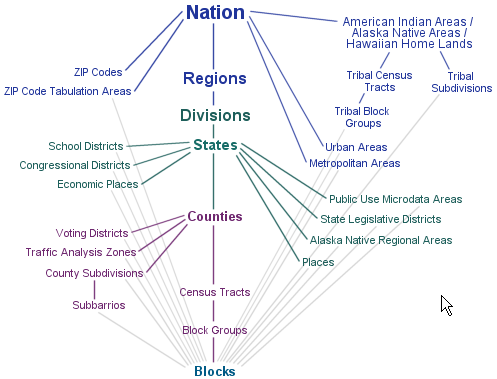 Nation
American Indian Areas /
Alaska Native Areas /
Hawaiian Home Lands
ZIP Codes
ZIP Code Tabulation Areas
Regions
Tribal Census
Tracts
Tribal
Subdivisions
Divisions
Tribal Block
Groups
School Districts
States
Urban Areas
Congressional Districts
Metropolitan Areas
Economic Places
Public Use Microdata Areas
Counties
State Legislative Districts
Voting Districts
Alaska Native Regional Areas
Traffic Analysis Zones
Places
County Subdivisions
Census Tracts
Subbarrios
Block Groups
Blocks